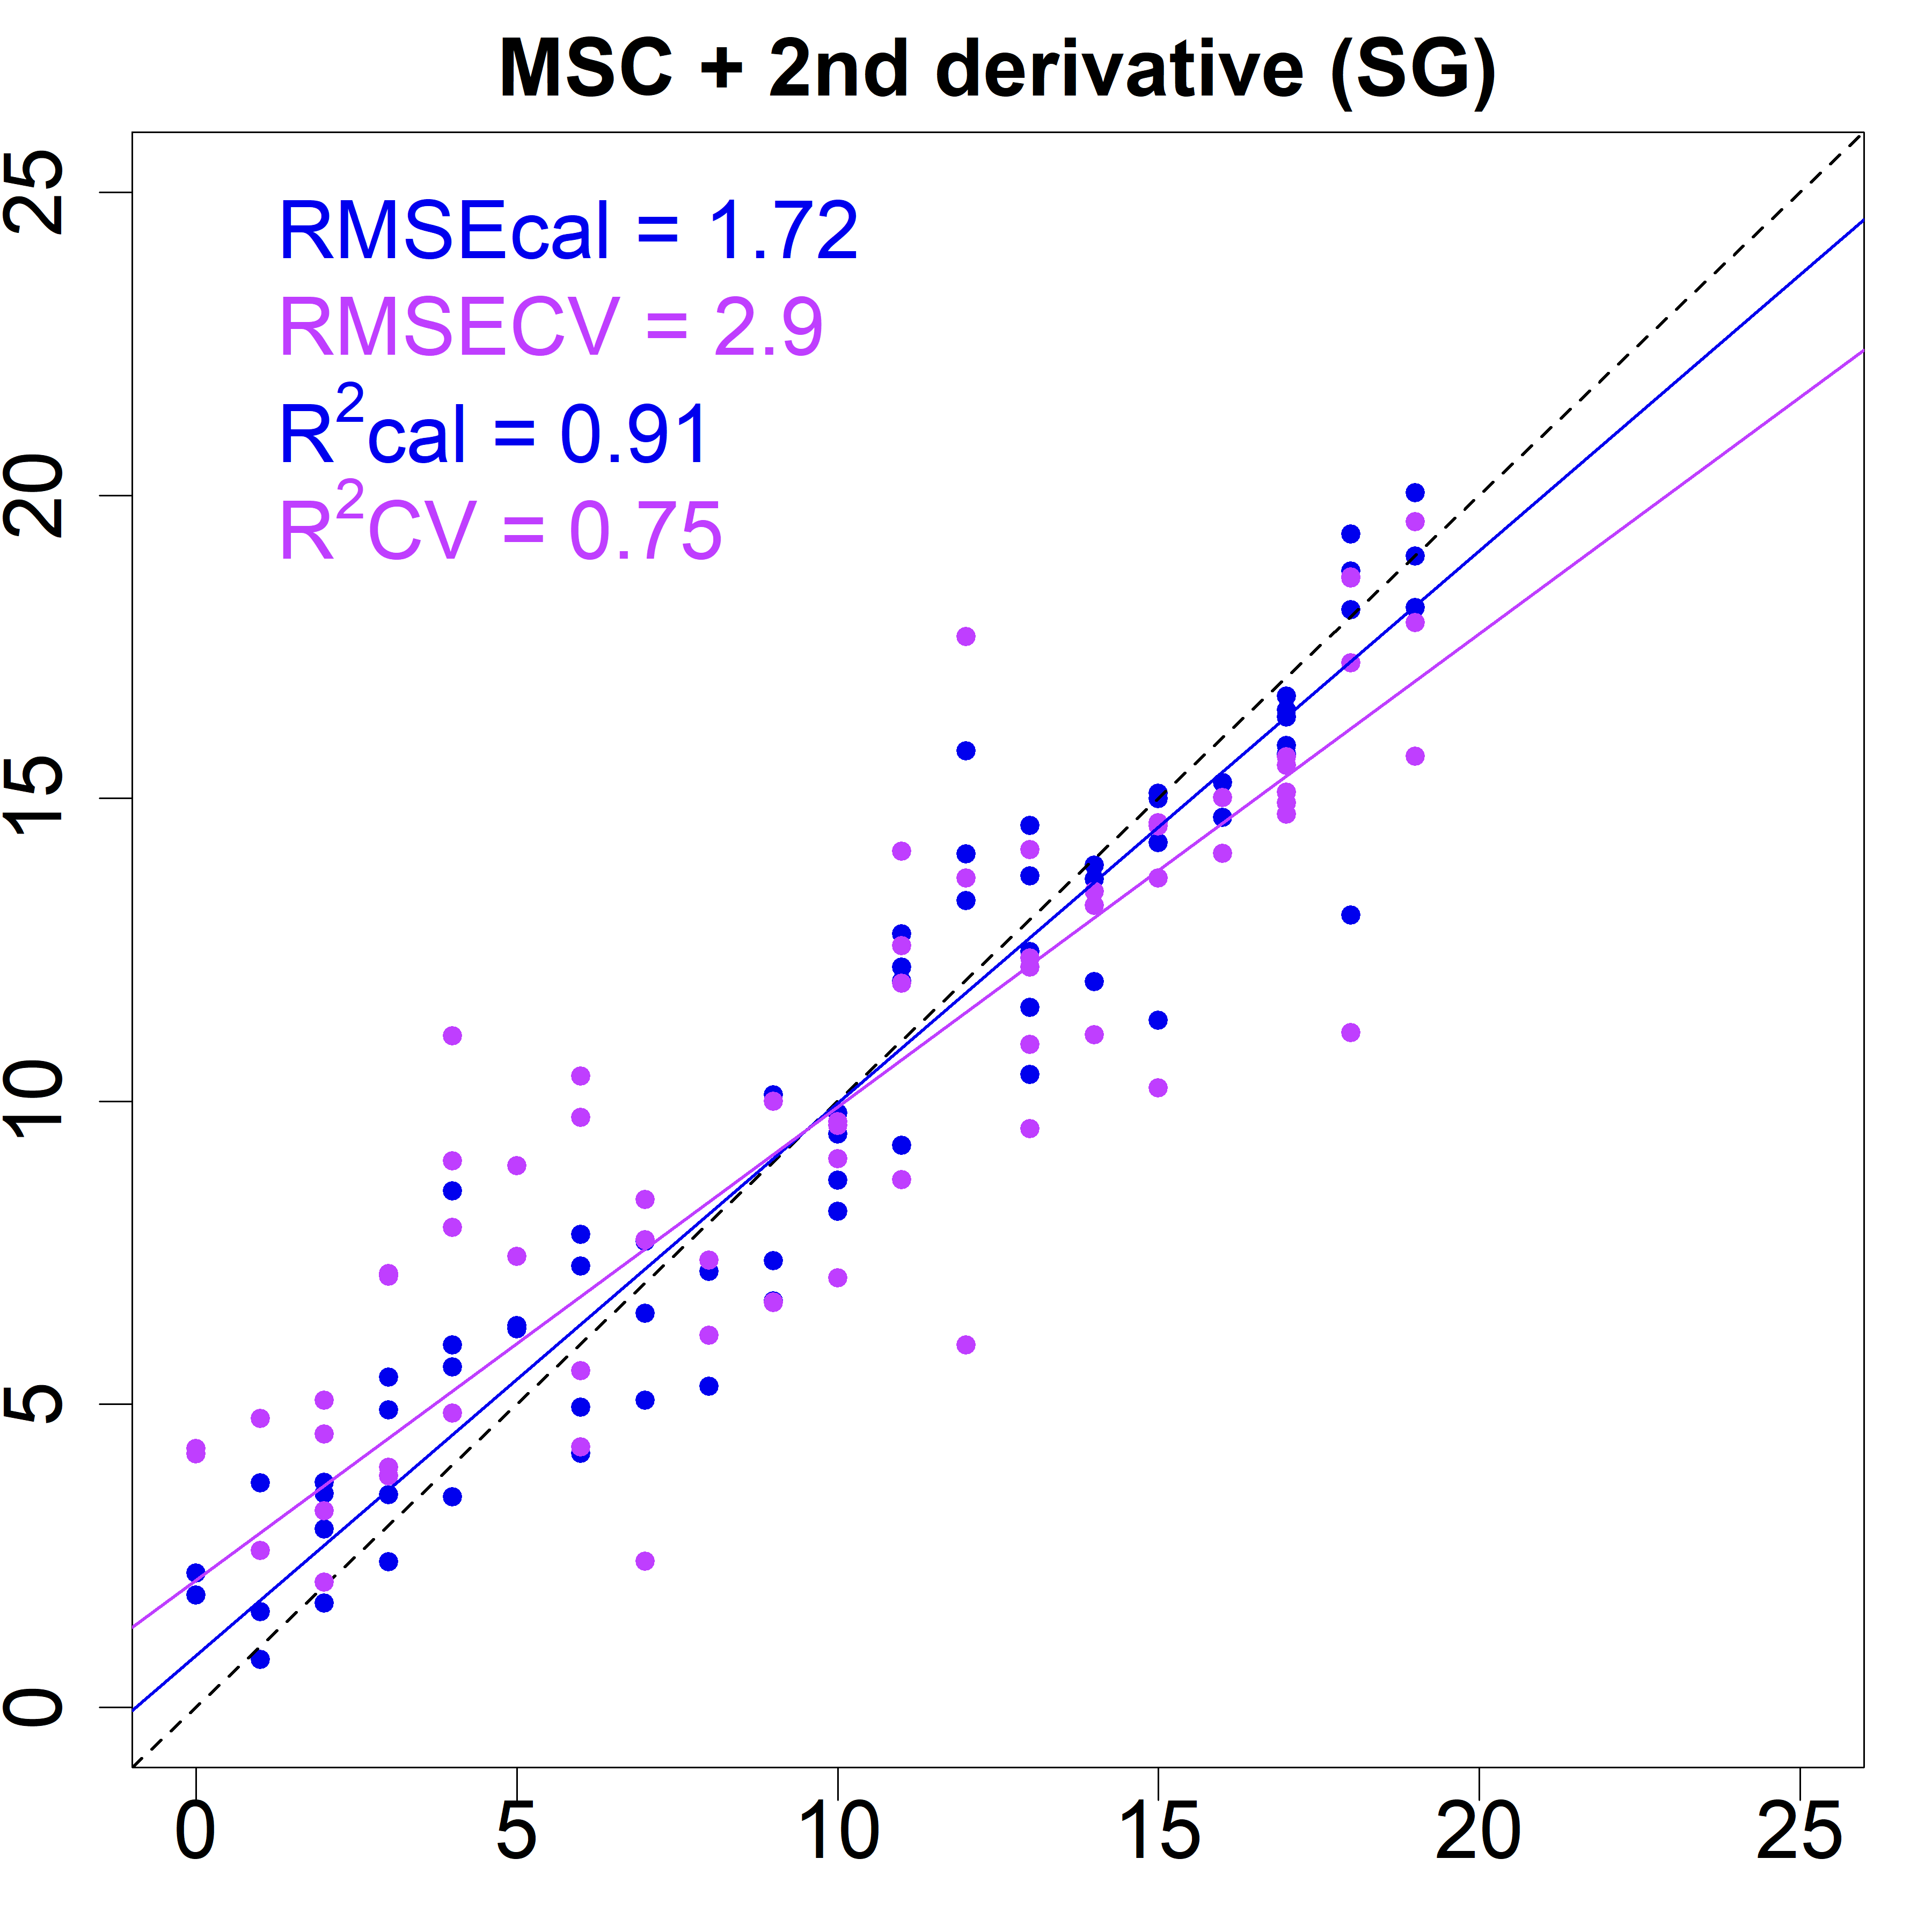 MSC + 2nd derivative (SG)
RMSEcal = 1.72
RMSECV = 2.9
R²cal = 0.91
R²CV = 0.75
25
20
15
10
5
0
0 5 10 15 20 25